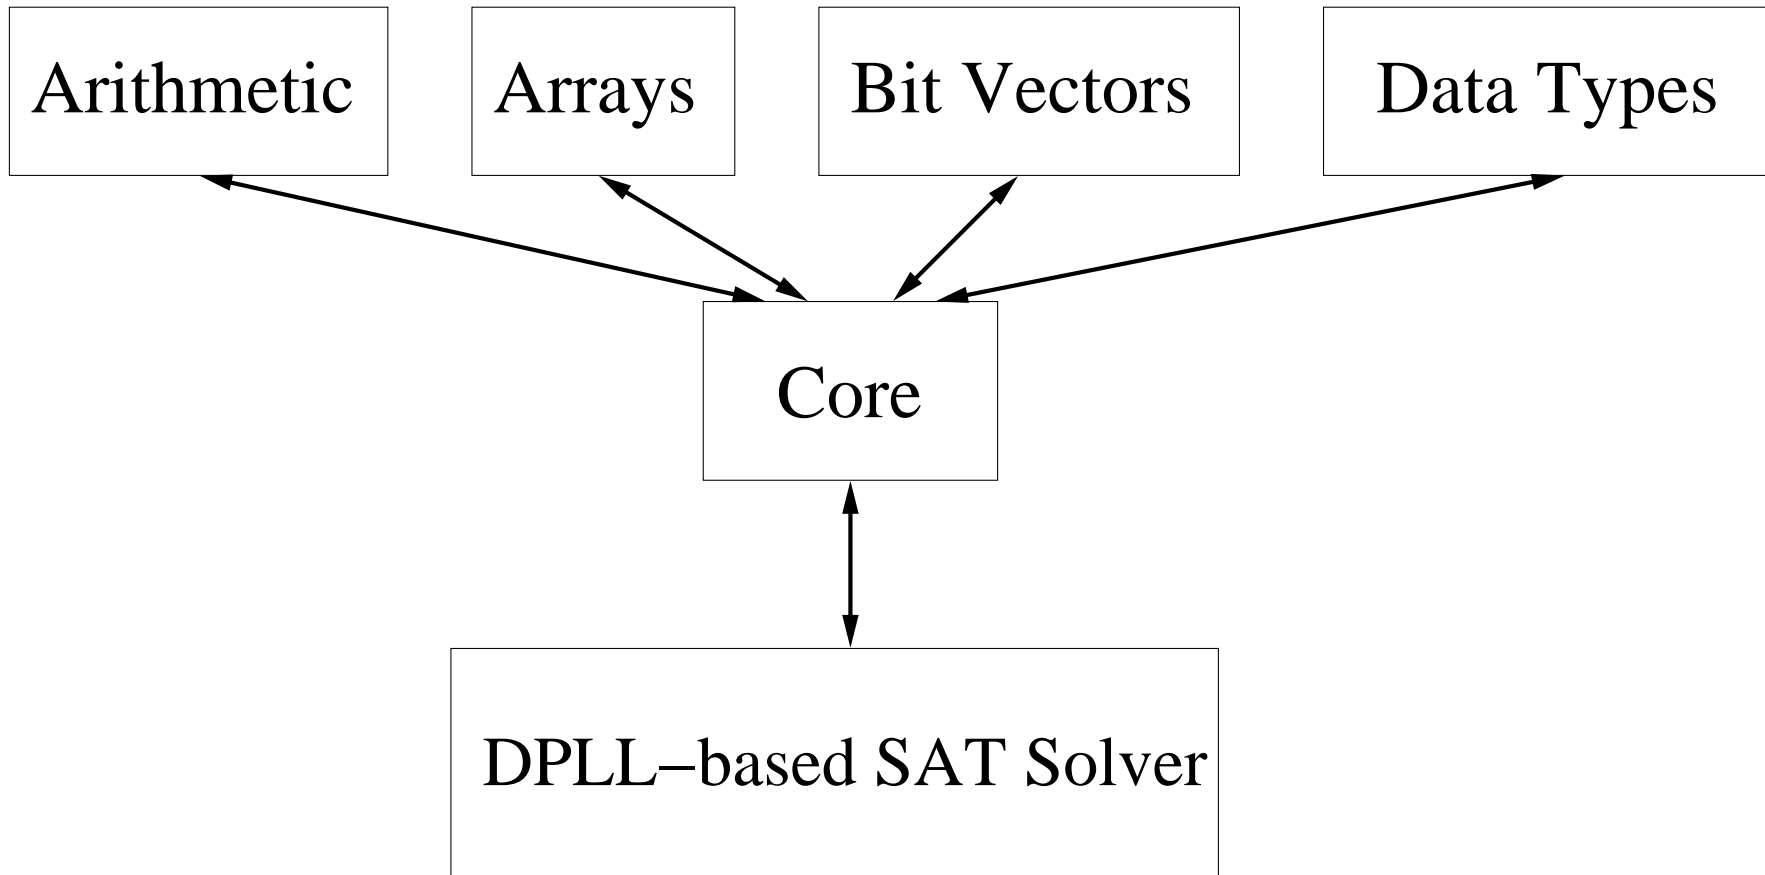 Arithmetic
Arrays
Bit Vectors
Data Types
Core
DPLL−based SAT Solver